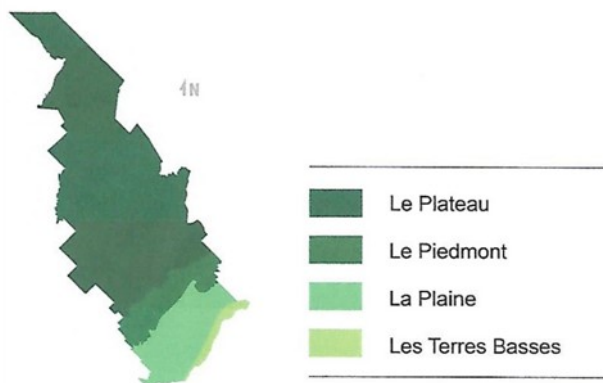 N
Le Plateau
Le Piedmont
La Plaine
Les Terres Basses